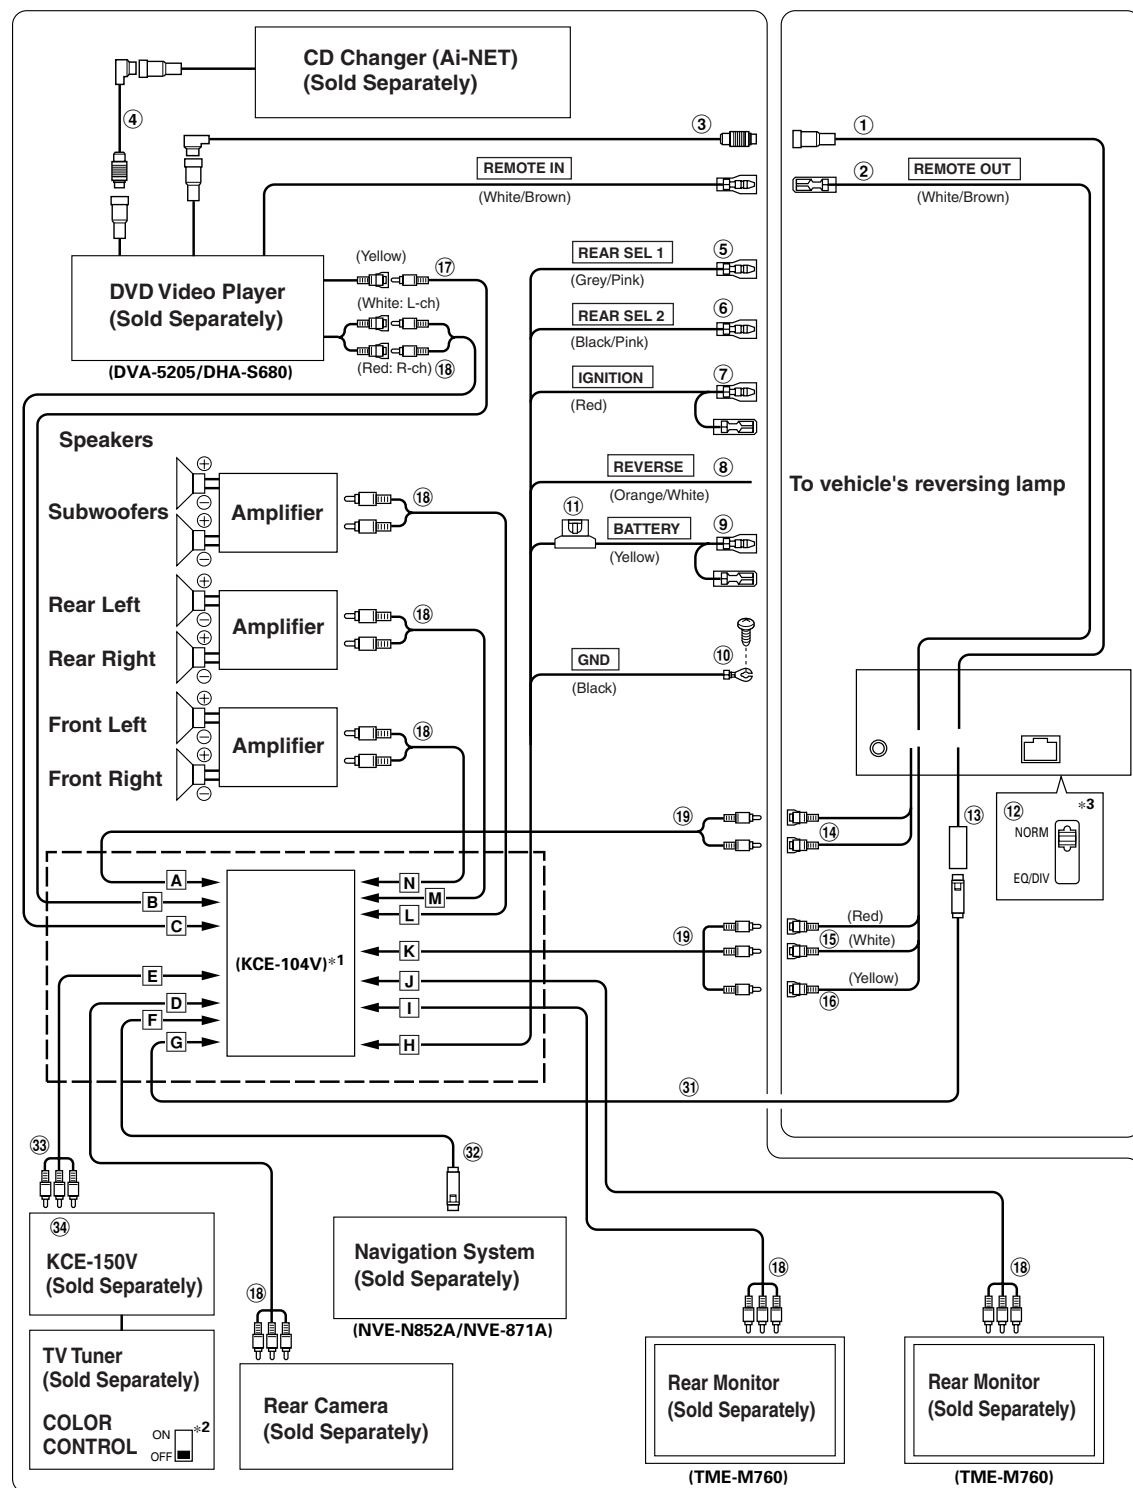 CD Changer (Ai-NET)
(Sold Separately)
④
③
①
REMOTE IN
(White/Brown)
②
REMOTE OUT
(White/Brown)
DVD Video Player
(Sold Separately)
(DVA-5205/DHA-S680)
(Yellow)
⑰
(White: L-ch)
(Red: R-ch)
⑱
REAR SEL 1
(Grey/Pink)
⑤
REAR SEL 2
(Black/Pink)
⑥
IGNITION
(Red)
⑦
REVERSE
⑧
(Orange/White)
To vehicle's reversing lamp
⑪
BATTERY
⑨
(Yellow)
GND
⑩
(Black)
Speakers
Subwoofers
⊕
⊖
⊕
⊖
Amplifier
⑱
Rear Left
Rear Right
⊕
⊖
⊕
⊖
Amplifier
⑱
Front Left
Front Right
⊕
⊖
⊕
⊖
Amplifier
⑱
⑫
*3
NORM
EQ/DIV
⑬
⑲
⑭
⑲
(Red)
⑮
(White)
(Yellow)
⑯
A
B
C
E
D
F
G
(KCE-104V)*1
N
M
L
K
J
I
H
㉛
㉝
㉞
KCE-150V
(Sold Separately)
TV Tuner
(Sold Separately)
COLOR
CONTROL
ON
OFF
*2
⑱
Rear Camera
(Sold Separately)
㉜
Navigation System
(Sold Separately)
(NVE-N852A/NVE-871A)
⑱
Rear Monitor
(Sold Separately)
(TME-M760)
⑱
Rear Monitor
(Sold Separately)
(TME-M760)